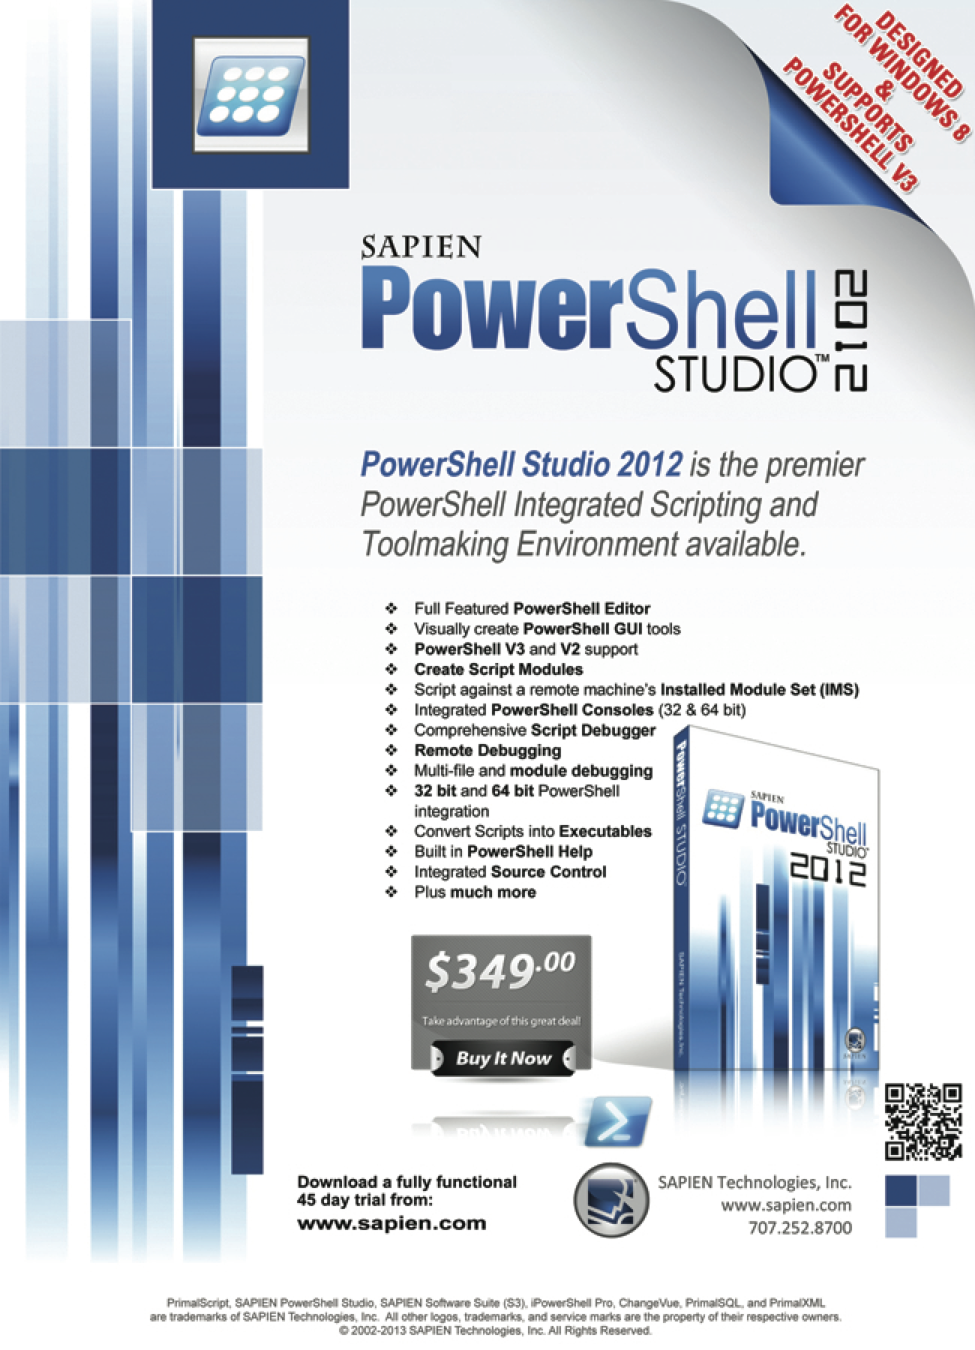 DESIGNED
FOR WINDOWS 8
&
SUPPORTS
POWERSHELL V3
SAPIEN
PowerShell
STUDIO™
2012
PowerShell Studio 2012 is the premier
PowerShell Integrated Scripting and
Toolmaking Environment available.
❖ Full Featured PowerShell Editor
❖ Visually create PowerShell GUI tools
❖ PowerShell V3 and V2 support
❖ Create Script Modules
❖ Script against a remote machine's Installed Module Set (IMS)
❖ Integrated PowerShell Consoles (32 & 64 bit)
❖ Comprehensive Script Debugger
❖ Remote Debugging
❖ Multi-file and module debugging
❖ 32 bit and 64 bit PowerShell
integration
❖ Convert Scripts into Executables
❖ Built in PowerShell Help
❖ Integrated Source Control
❖ Plus much more
PowerShell STUDIO
SAPIEN Technologies, Inc.
SAPIEN
PowerShell
STUDIO™
2012
SAPIEN
$349.00
Take advantage of this great deal!
Buy It Now
Download a fully functional
45 day trial from:
www.sapien.com
SAPIEN Technologies, Inc.
www.sapien.com
707.252.8700
PrimalScript, SAPIEN PowerShell Studio, SAPIEN Software Suite (S3), iPowerShell Pro, ChangeVue, PrimalSQL, and PrimalXML
are trademarks of SAPIEN Technologies, Inc. All other logos, trademarks, and service marks are the property of their respective owners.
© 2002-2013 SAPIEN Technologies, Inc. All Rights Reserved.